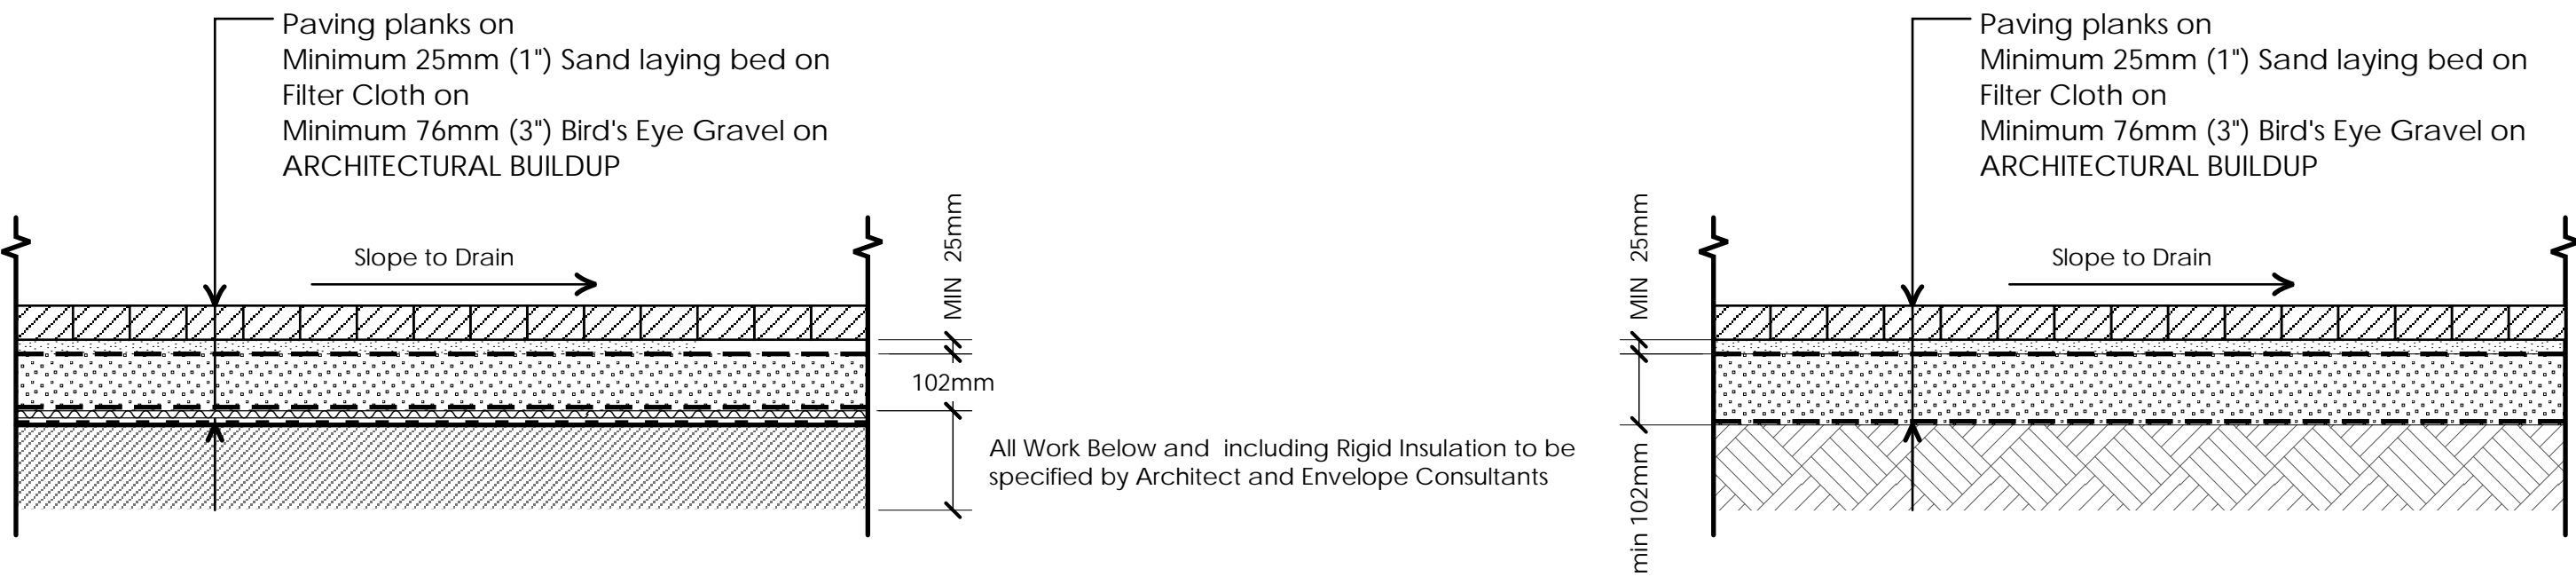 Paving planks on
Minimum 25mm (1") Sand laying bed on
Filter Cloth on
Minimum 76mm (3") Bird's Eye Gravel on
ARCHITECTURAL BUILDUP
Slope to Drain
MIN 25mm
102mm
All Work Below and including Rigid Insulation to be
specified by Architect and Envelope Consultants
Paving planks on
Minimum 25mm (1") Sand laying bed on
Filter Cloth on
Minimum 76mm (3") Bird's Eye Gravel on
ARCHITECTURAL BUILDUP
MIN 25mm
Slope to Drain
min 102mm